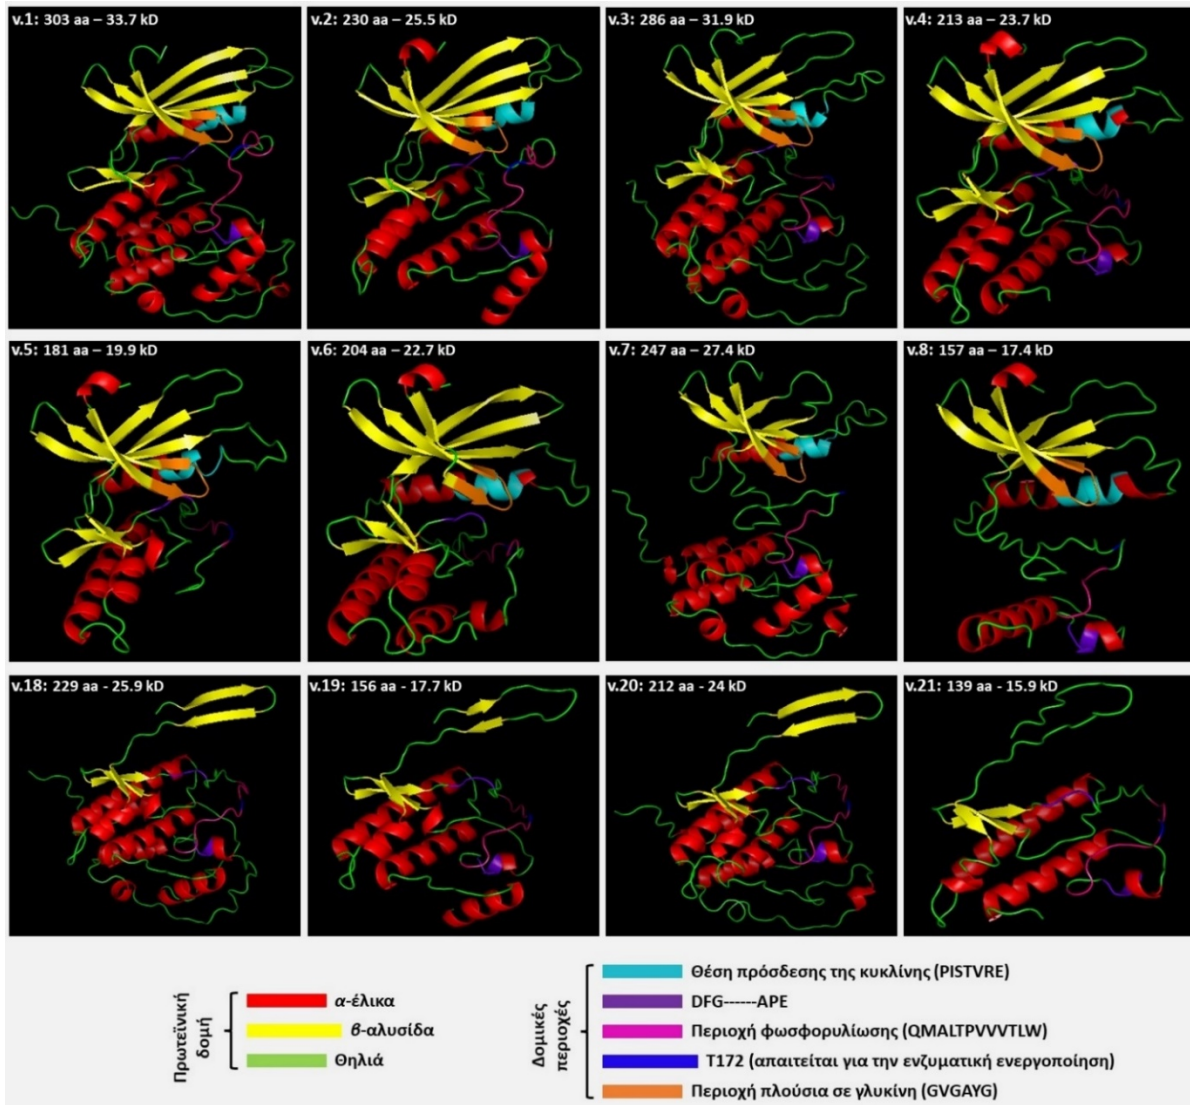 v.1: 303 aa – 33.7 kD
v.2: 230 aa – 25.5 kD
v.3: 286 aa – 31.9 kD
v.4: 213 aa – 23.7 kD
v.5: 181 aa – 19.9 kD
v.6: 204 aa – 22.7 kD
v.7: 247 aa – 27.4 kD
v.8: 157 aa – 17.4 kD
v.18: 229 aa - 25.9 kD
v.19: 156 aa - 17.7 kD
v.20: 212 aa - 24 kD
v.21: 139 aa - 15.9 kD
Πρωτεϊνική
δομή
α-έλικα
β-αλυσίδα
Θηλιά
Δομικές
περιοχές
Θέση πρόσδεσης της κυκλίνης (PISTVRE)
DFG------APE
Περιοχή φωσφορυλίωσης (QMALTPVVVTLW)
T172 (απαιτείται για την ενζυματική ενεργοποίηση)
Περιοχή πλούσια σε γλυκίνη (GVGAYG)